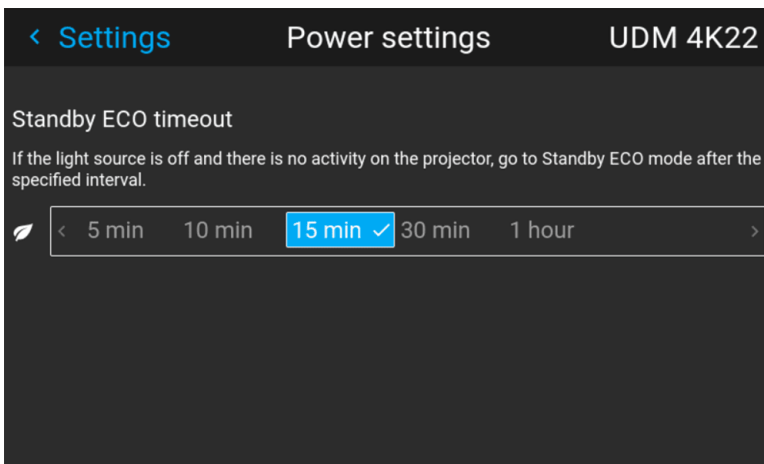 Settings Power settings UDM 4K22
Standby ECO timeout
If the light source is off and there is no activity on the projector, go to Standby ECO mode after the
specified interval.
5 min 10 min 15 min 30 min 1 hour